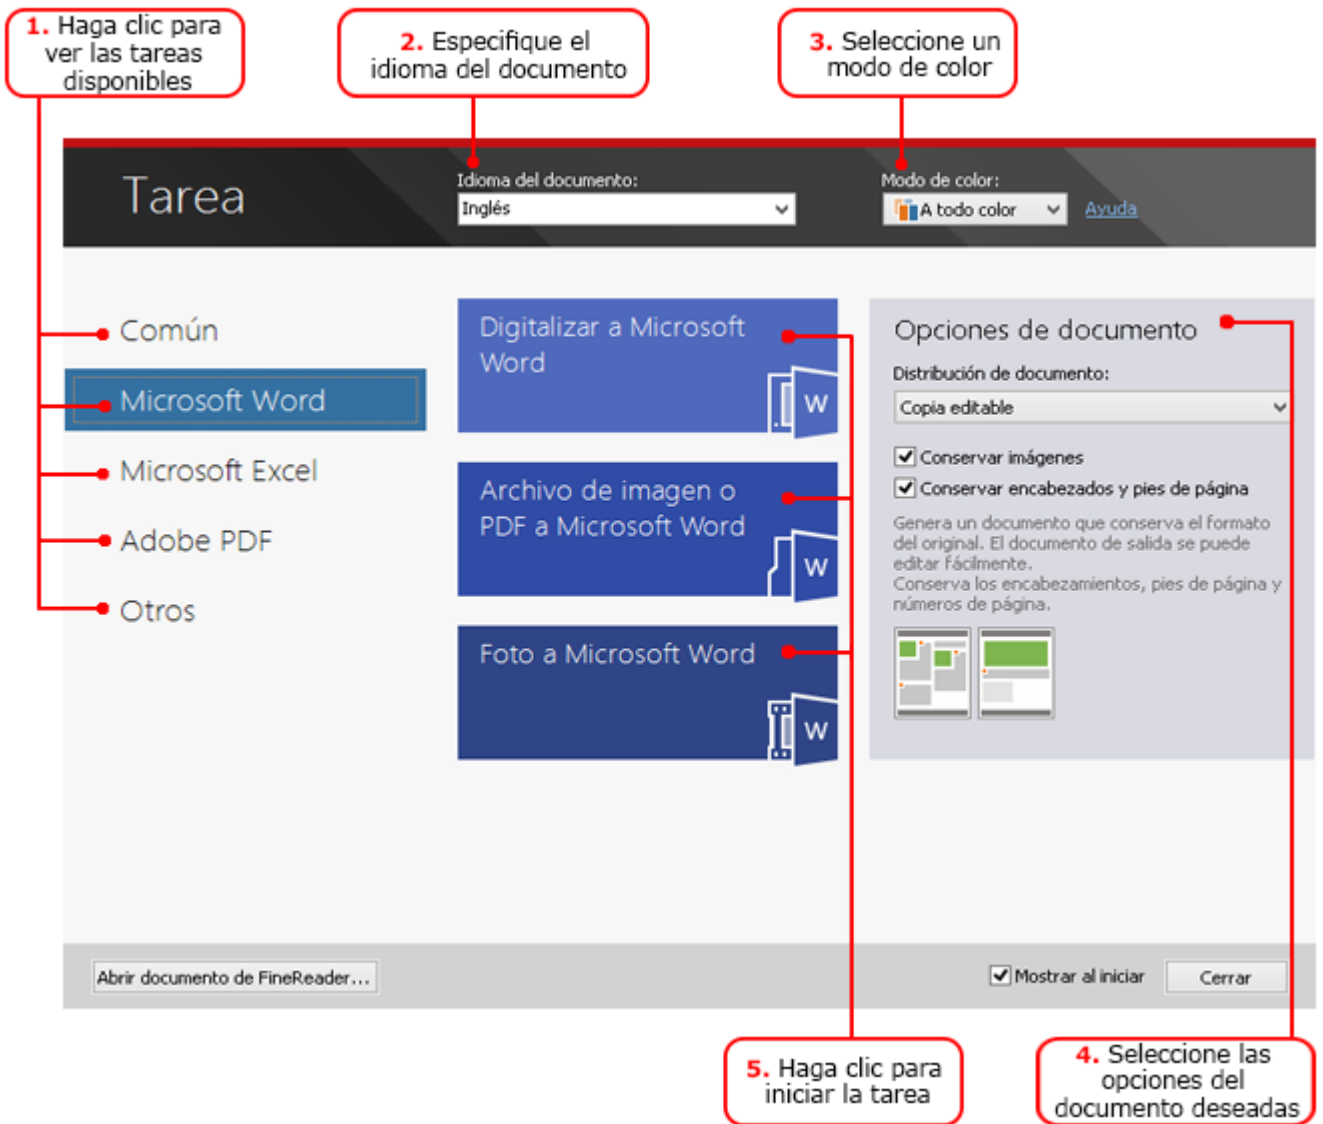 1. Haga clic para
ver las tareas
disponibles
2. Especifique el
idioma del documento
3. Seleccione un
modo de color
Tarea
Idioma del documento:
Inglés
Modo de color:
A todo color
Ayuda
Común
Microsoft Word
Microsoft Excel
Adobe PDF
Otros
Digitalizar a Microsoft
Word
W
Archivo de imagen o
PDF a Microsoft Word
W
Foto a Microsoft Word
W
Opciones de documento
Distribución de documento:
Copia editable
Conservar imágenes
Conservar encabezados y pies de página
Genera un documento que conserva el formato
del original. El documento de salida se puede
editar fácilmente.
Conserva los encabezamientos, pies de página y
números de página.
Abrir documento de FineReader...
Mostrar al iniciar
Cerrar
5. Haga clic para
iniciar la tarea
4. Seleccione las
opciones del
documento deseadas